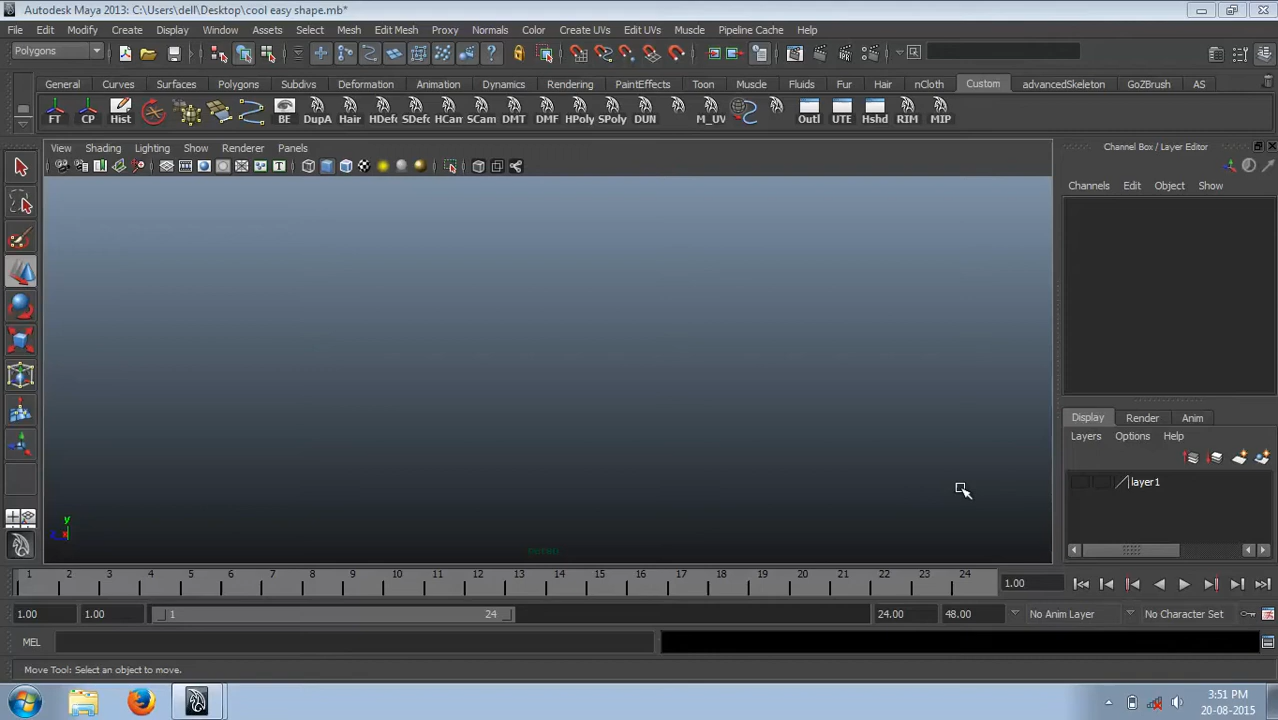 Autodesk Maya 2013: C:\Users\dell\Desktop\cool easy shape.mb*
File Edit Modify Create Display Window Assets Select Mesh Edit Mesh Proxy Normals Color Create UVs Edit UVs Muscle Pipeline Cache Help
Polygons
General Curves Surfaces Polygons Subdivs Deformation Animation Dynamics Rendering PaintEffects Toon Muscle Fluids Fur Hair nCloth Custom advancedSkeleton GoZBrush AS
FT CP Hist BE DupA Hair HDefc SDefc HCam SCam DMT DMF HPoly SPoly DUN M_UV Outl UTE Hshd RIM MIP
View Shading Lighting Show Renderer Panels
Channel Box / Layer Editor
Channels Edit Object Show
Display Render Anim
Layers Options Help
layer1
y
x
1 2 3 4 5 6 7 8 9 10 11 12 13 14 15 16 17 18 19 20 21 22 23 24 1.00
1.00 1.00 1 24 24.00 48.00 No Anim Layer No Character Set
MEL
Move Tool: Select an object to move.
3:51 PM
20-08-2015